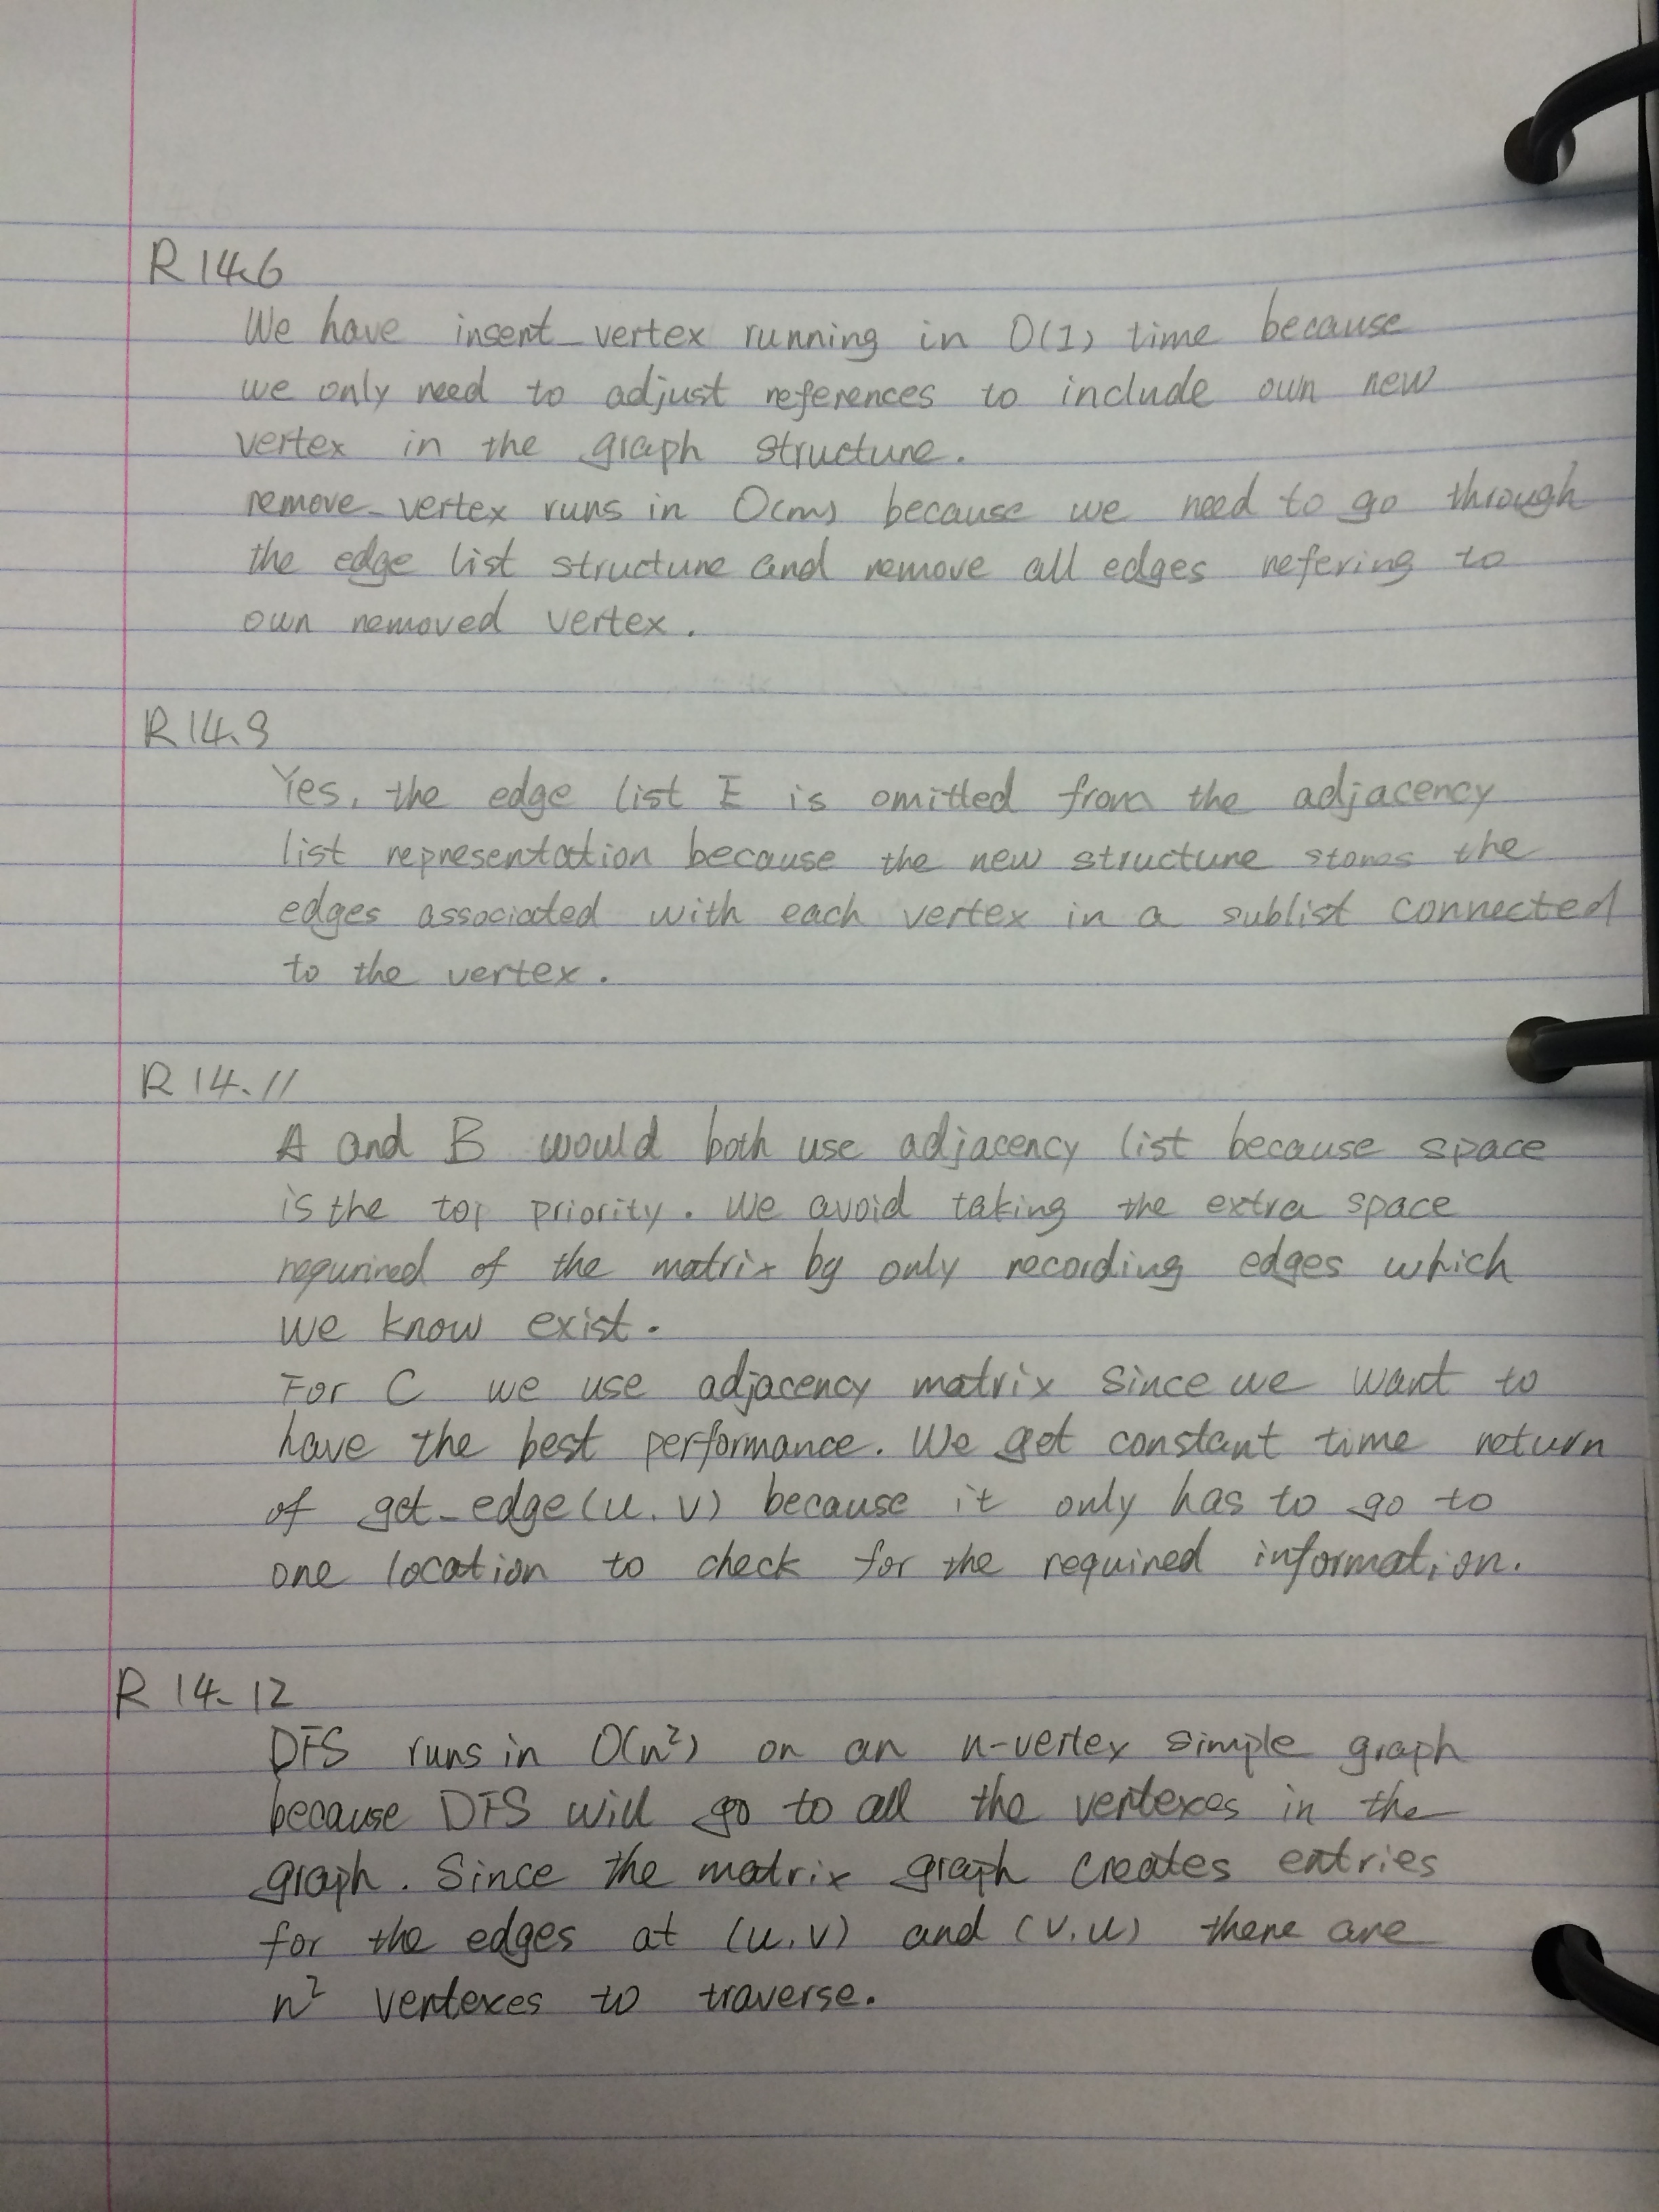 R 14.6
We have insert_vertex running in O(1) time because
we only need to adjust references to include own new
vertex in the graph structure.
remove_vertex runs in O(m) because we need to go through
the edge list structure and remove all edges refering to
own removed vertex.
R 14.9
Yes, the edge list E is omitted from the adjacency
list representation because the new structure stores the
edges associated with each vertex in a sublist connected
to the vertex.
R 14.11
A and B would both use adjacency list because space
is the top priority. We avoid taking the extra space
requrired of the matrix by only recording edges which
we know exist.
For C we use adjacency matrix since we want to
have the best performance. We get constant time return
of get_edge(u,v) because it only has to go to
one location to check for the required information.
R 14.12
DFS runs in O(n²) on an n-vertex simple graph
because DFS will go to all the vertexes in the
graph. Since the matrix graph creates entries
for the edges at (u,v) and (v,u) there are
n² vertexes to traverse.